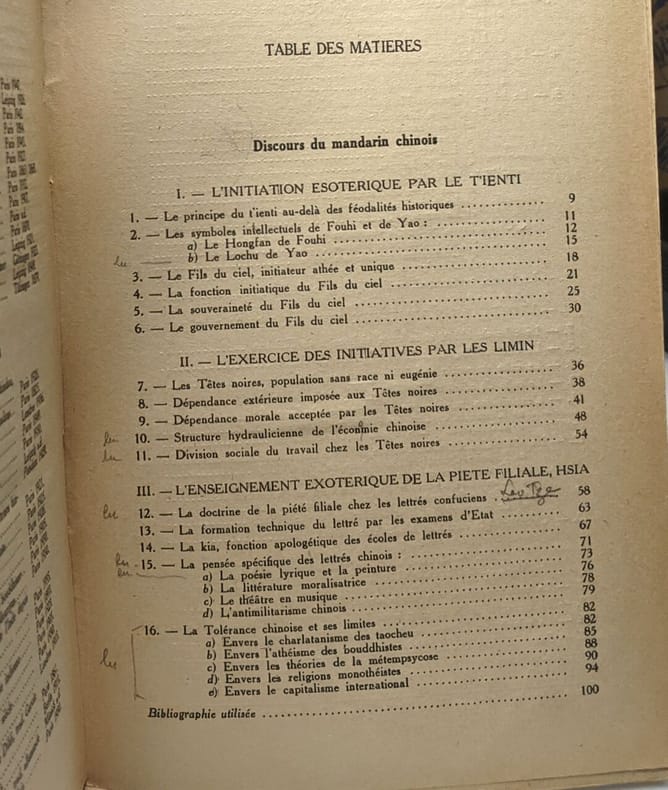 TABLE DES MATIERES
Discours du mandarin chinois
I. — L'INITIATION ESOTERIQUE PAR LE T'IENTI
1. — Le principe du t'ienti au-delà des féodalités historiques .............. 9
2. — Les symboles intellectuels de Fouhi et de Yao : .............. 11
a) Le Hongfan de Fouhi .............. 12
lu b) Le Lochu de Yao .............. 15
3. — Le Fils du ciel, initiateur athée et unique .............. 18
4. — La fonction initiatique du Fils du ciel .............. 21
5. — La souveraineté du Fils du ciel .............. 25
6. — Le gouvernement du Fils du ciel .............. 30
II. — L'EXERCICE DES INITIATIVES PAR LES LIMIN
7. — Les Têtes noires, population sans race ni eugénie .............. 36
8. — Dépendance extérieure imposée aux Têtes noires .............. 38
9. — Dépendance morale acceptée par les Têtes noires .............. 41
lu 10. — Structure hydraulicienne de l'économie chinoise .............. 48
lu 11. — Division sociale du travail chez les Têtes noires .............. 54
III. — L'ENSEIGNEMENT EXOTERIQUE DE LA PIETE FILIALE, HSIA
lu 12. — La doctrine de la piété filiale chez les lettrés confuciens . Lao Tze 58
13. — La formation technique du lettré par les examens d'Etat .............. 63
14. — La kia, fonction apologétique des écoles de lettrés .............. 67
lu 15. — La pensée spécifique des lettrés chinois : .............. 71
lu a) La poésie lyrique et la peinture .............. 73
b) La littérature moralisatrice .............. 76
c) Le théâtre en musique .............. 78
d) L'antimilitarisme chinois .............. 79
16. — La Tolérance chinoise et ses limites .............. 82
a) Envers le charlatanisme des taocheu .............. 82
b) Envers l'athéisme des bouddhistes .............. 85
lu c) Envers les théories de la métempsycose .............. 88
d) Envers les religions monothéistes .............. 90
e) Envers le capitalisme international .............. 94
Bibliographie utilisée .............. 100